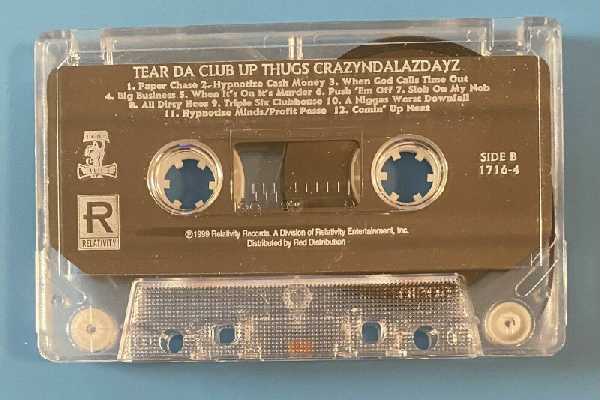 TEAR DA CLUB UP THUGS CRAZYNDALAZDAYZ
1. Paper Chase 2. Hypnotize Cash Money 3. When God Calls Time Out
4. Big Business 5. When It's On It's Murder 6. Push 'Em Off 7. Slob On My Nob
8. All Dirty Hoes 9. Triple Six Clubhouse 10. A Niggas Worst Downfall
11. Hypnotize Minds/Profit Posse 12. Comin' Up Next
SIDE B
1716-4
R
RELATIVITY
℗©1999 Relativity Records. A Division of Relativity Entertainment, Inc.
Distributed by Red Distribution